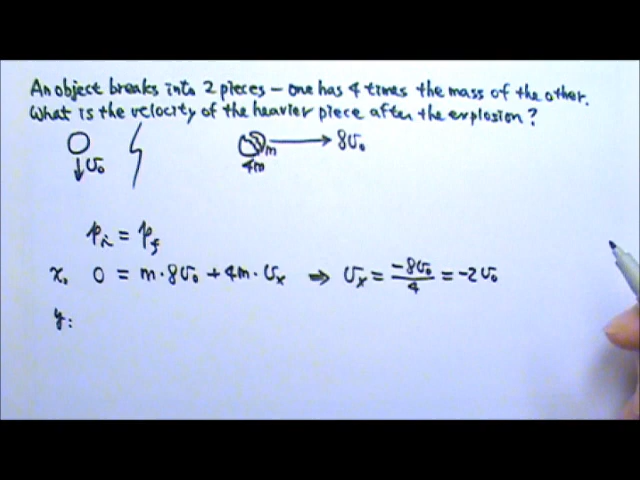 An object breaks into 2 pieces – one has 4 times the mass of the other.
What is the velocity of the heavier piece after the explosion?
↓ v₀ m → 8v₀
4m
pᵢ = p_f
x: 0 = m · 8v₀ + 4m · vₓ ⇒ vₓ = -8v₀/4 = -2v₀
y: